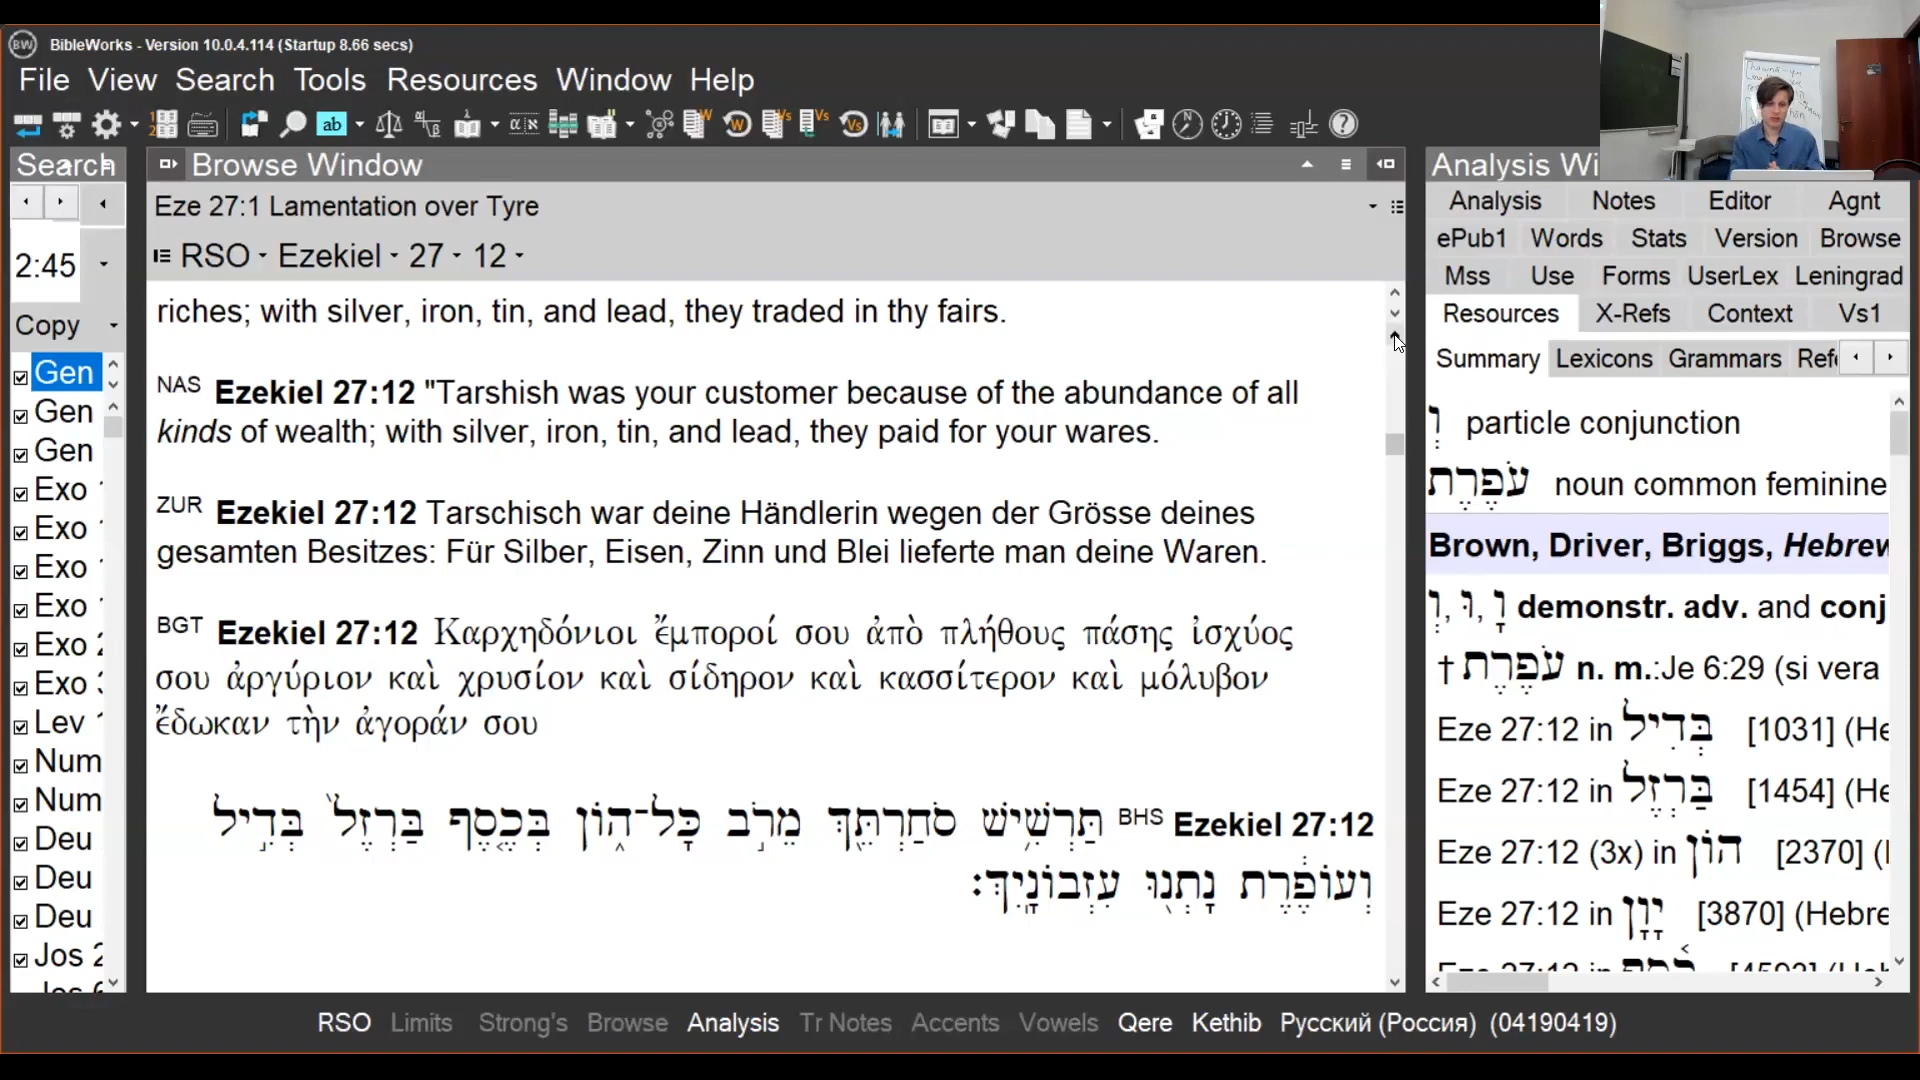 BibleWorks - Version 10.0.4.114 (Startup 8.66 secs)
File View Search Tools Resources Window Help
Search
Browse Window
Analysis Wi
Eze 27:1 Lamentation over Tyre
Analysis Notes Editor Agnt
ePub1 Words Stats Version Browse
2:45
RSO Ezekiel 27 12
Mss Use Forms UserLex Leningrad
Copy
Resources X-Refs Context Vs1
Summary Lexicons Grammars Refe
riches; with silver, iron, tin, and lead, they traded in thy fairs.
NAS Ezekiel 27:12 "Tarshish was your customer because of the abundance of all
kinds of wealth; with silver, iron, tin, and lead, they paid for your wares.
ZUR Ezekiel 27:12 Tarschisch war deine Händlerin wegen der Grösse deines
gesamten Besitzes: Für Silber, Eisen, Zinn und Blei lieferte man deine Waren.
BGT Ezekiel 27:12 Καρχηδόνιοι ἔμποροί σου ἀπὸ πλήθους πάσης ἰσχύος
σου ἀργύριον καὶ χρυσίον καὶ σίδηρον καὶ κασσίτερον καὶ μόλυβον
ἔδωκαν τὴν ἀγοράν σου
BHS Ezekiel 27:12 תַּרְשִׁ֥ישׁ סֹחַרְתֵּ֖ךְ מֵרֹ֣ב כָּל־ה֑וֹן בְּכֶ֤סֶף בַּרְזֶל֙ בְּדִ֣יל
וְעוֹפֶ֔רֶת נָתְנ֖וּ עִזְבוֹנָֽיִךְ׃
Gen
Gen
Gen
Exo
Exo
Exo
Exo
Exo 2
Exo 3
Lev
Num
Num
Deu
Deu
Deu
Jos 2
וְ particle conjunction
עֹפֶרֶת noun common feminine
Brown, Driver, Briggs, Hebrew
וְ, וּ, וָ demonstr. adv. and conj
† עֹפֶרֶת n. m.:Je 6:29 (si vera
Eze 27:12 in בְּדִיל [1031] (He
Eze 27:12 in בַּרְזֶל [1454] (He
Eze 27:12 (3x) in הוֹן [2370] (
Eze 27:12 in יָוָן [3870] (Hebre
RSO Limits Strong's Browse Analysis Tr Notes Accents Vowels Qere Kethib Русский (Россия) (04190419)